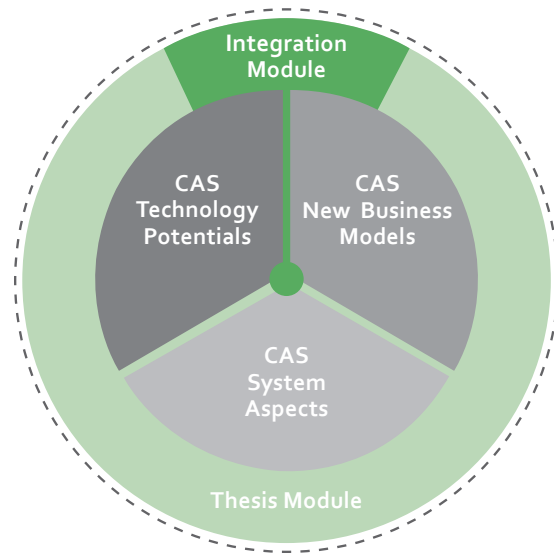 Integration
Module
CAS
Technology
Potentials
CAS
New Business
Models
CAS
System
Aspects
Thesis Module